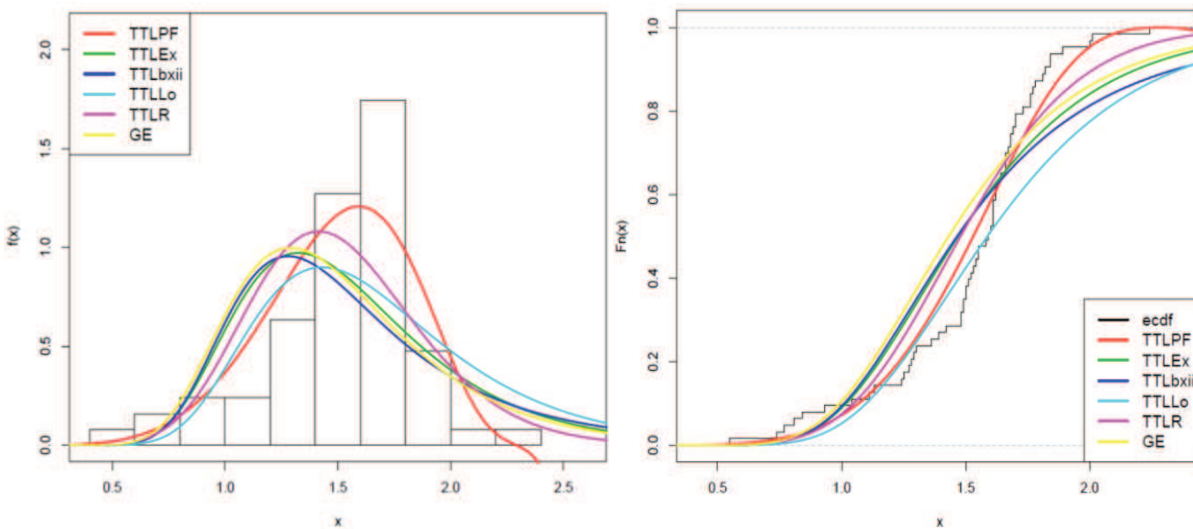 TTLPF
TTLEx
TTLbxii
TTLLo
TTLR
GE
f(x)
2.0
1.5
1.0
0.5
0.0
0.5
1.0
1.5
2.0
2.5
x
Fn(x)
1.0
0.8
0.6
0.4
0.2
0.0
ecdf
TTLPF
TTLEx
TTLbxii
TTLLo
TTLR
GE
0.5
1.0
1.5
2.0
x